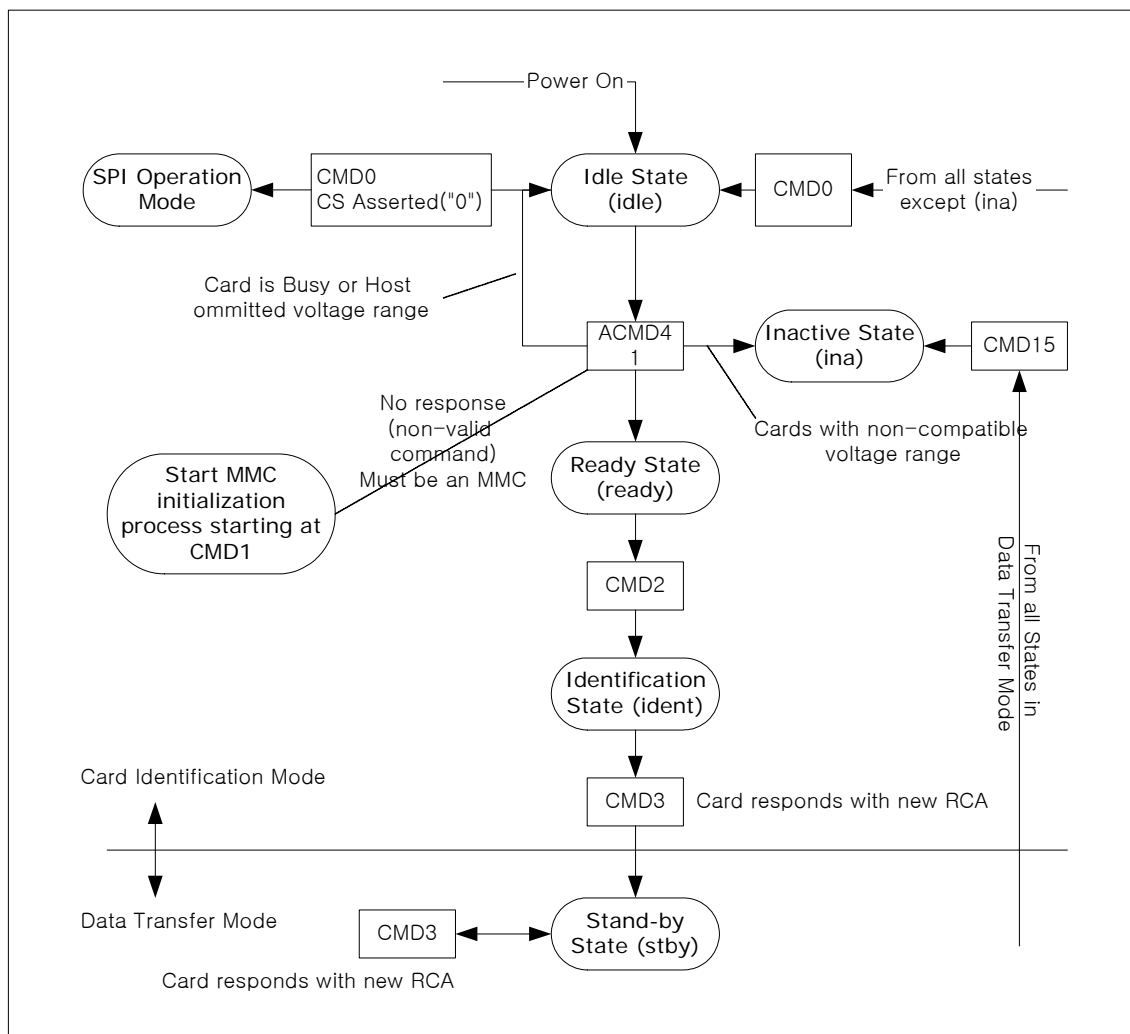 Power On
SPI Operation
Mode
CMD0
CS Asserted("0")
Idle State
(idle)
CMD0
From all states
except (ina)
Card is Busy or Host
ommitted voltage range
ACMD4
1
Inactive State
(ina)
CMD15
No response
(non-valid
command)
Must be an MMC
Cards with non-compatible
voltage range
Start MMC
initialization
process starting at
CMD1
Ready State
(ready)
CMD2
From all States in
Data Transfer Mode
Identification
State (ident)
Card Identification Mode
CMD3
Card responds with new RCA
Data Transfer Mode
CMD3
Stand-by
State (stby)
Card responds with new RCA